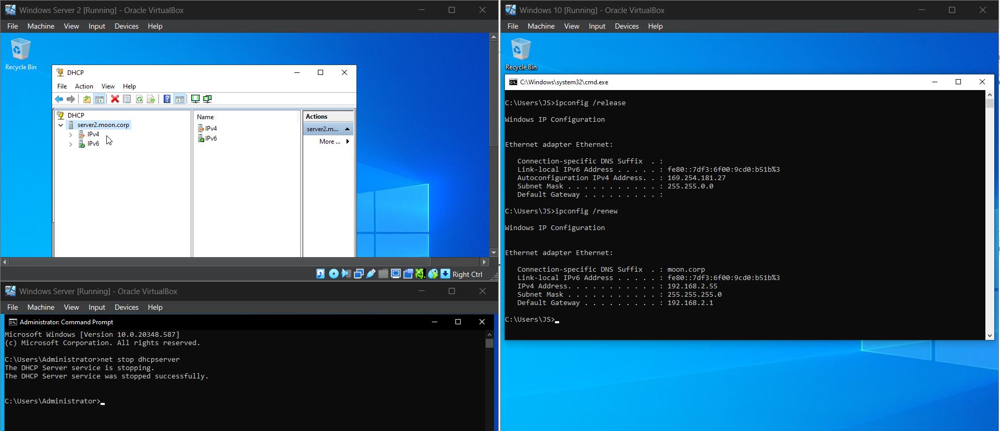 Windows Server 2 [Running] - Oracle VirtualBox
File Machine View Input Devices Help
Recycle Bin
DHCP
File Action View Help
DHCP
server2.moon.corp
IPv4
IPv6
Name
IPv4
IPv6
Actions
server2.m...
More ...
Right Ctrl
Windows Server [Running] - Oracle VirtualBox
File Machine View Input Devices Help
Administrator: Command Prompt
Microsoft Windows [Version 10.0.20348.587]
(c) Microsoft Corporation. All rights reserved.
C:\Users\Administrator>net stop dhcpserver
The DHCP Server service is stopping.
The DHCP Server service was stopped successfully.
C:\Users\Administrator>
Windows 10 [Running] - Oracle VirtualBox
File Machine View Input Devices Help
Recycle Bin
C:\Windows\system32\cmd.exe
C:\Users\JS>ipconfig /release
Windows IP Configuration
Ethernet adapter Ethernet:
Connection-specific DNS Suffix . :
Link-local IPv6 Address . . . . . : fe80::7df3:6f00:9cd0:b51b%3
Autoconfiguration IPv4 Address. . : 169.254.181.27
Subnet Mask . . . . . . . . . . . : 255.255.0.0
Default Gateway . . . . . . . . . :
C:\Users\JS>ipconfig /renew
Windows IP Configuration
Ethernet adapter Ethernet:
Connection-specific DNS Suffix . : moon.corp
Link-local IPv6 Address . . . . . : fe80::7df3:6f00:9cd0:b51b%3
IPv4 Address. . . . . . . . . . . : 192.168.2.55
Subnet Mask . . . . . . . . . . . : 255.255.255.0
Default Gateway . . . . . . . . . : 192.168.2.1
C:\Users\JS>